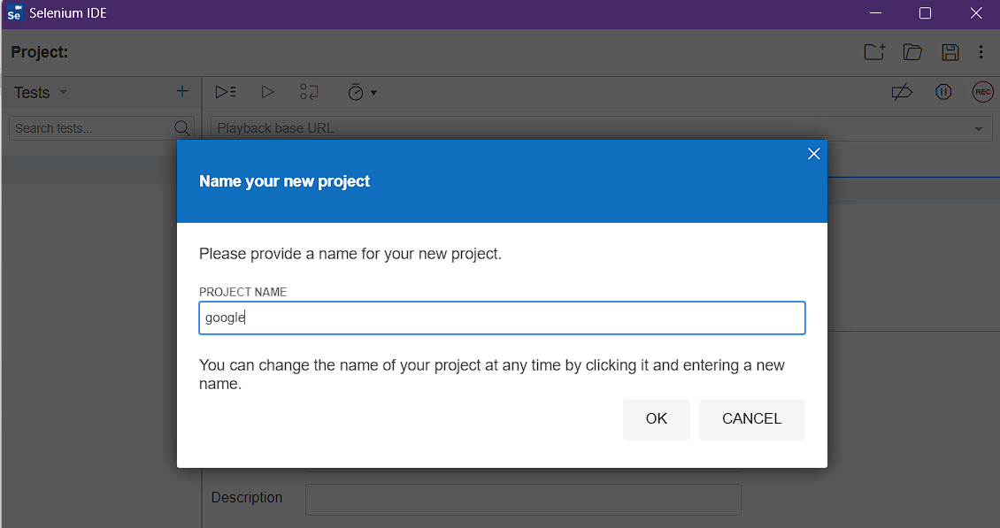 Se Selenium IDE
Project:
Tests
REC
Search tests...
Playback base URL
Name your new project
Please provide a name for your new project.
PROJECT NAME
google
You can change the name of your project at any time by clicking it and entering a new
name.
OK CANCEL
Description